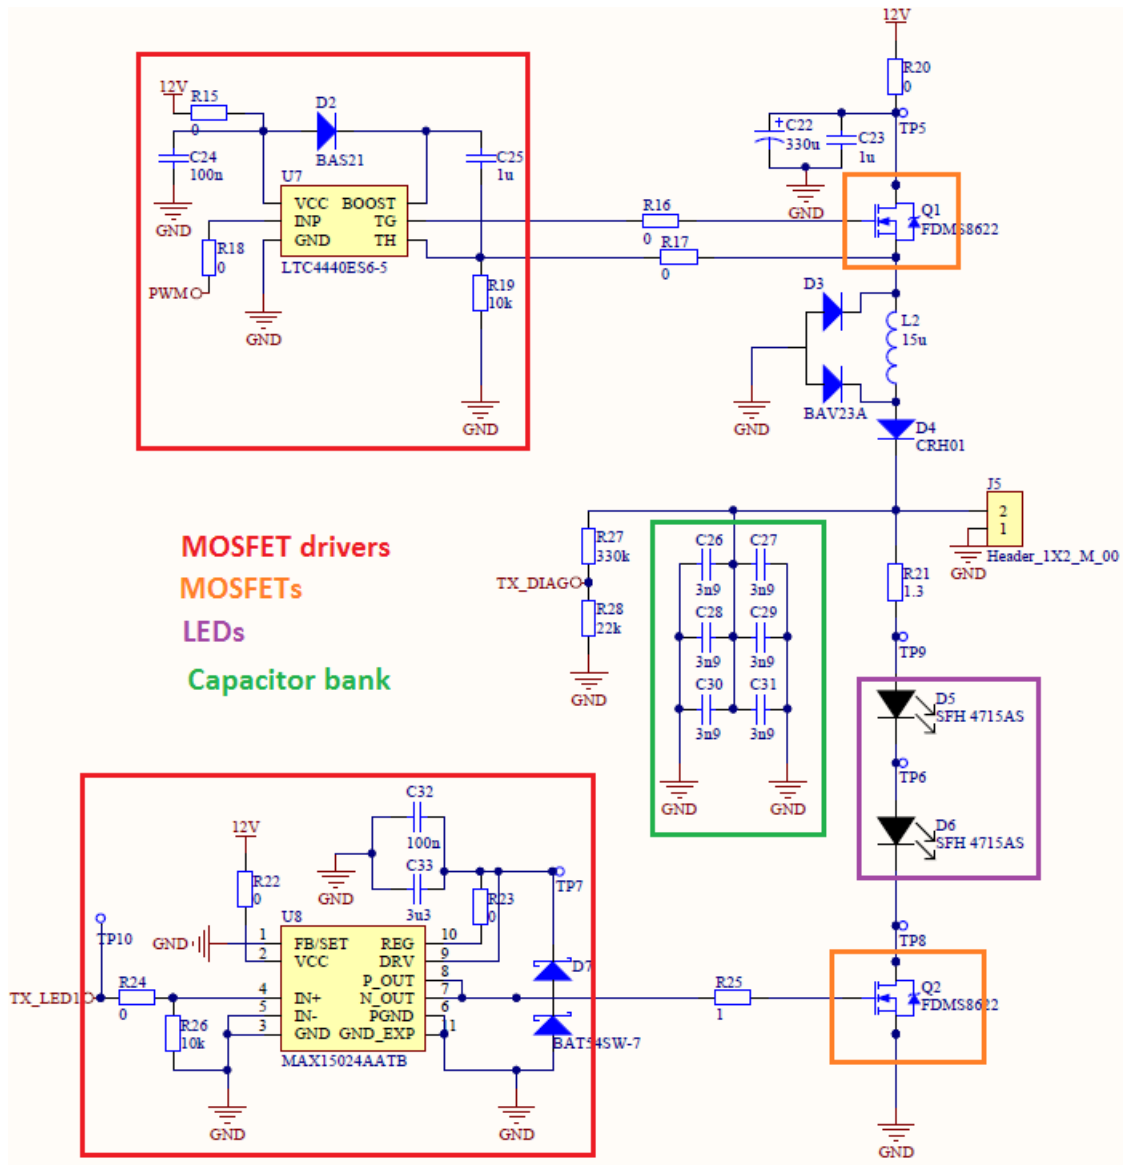 12V
R20
0
TP5
C22
330u
C23
1u
GND
Q1
FDMS8622
12V
R15
0
D2
BAS21
C24
100n
GND
C25
1u
U7
VCC BOOST
INP TG
GND TH
LTC4440ES6-5
R18
0
PWM
GND
R19
10k
GND
R16
0
R17
0
D3
L2
15u
GND
BAV23A
D4
CRH01
J5
2
1
Header_1X2_M_00
GND
R27
330k
TX_DIAG
R28
22k
GND
C26 C27
3n9 3n9
C28 C29
3n9 3n9
C30 C31
3n9 3n9
GND GND
R21
1.3
TP9
MOSFET drivers
MOSFETs
LEDs
Capacitor bank
D5
SFH 4715AS
TP6
D6
SFH 4715AS
TP8
Q2
FDMS8622
GND
12V
R22
0
C32
100n
C33
3u3
GND
R23
0
TP7
TP10
GND
U8
1 FB/SET REG 10
2 VCC DRV 9
P_OUT 8
4 IN+ N_OUT 7
5 IN- PGND 6
3 GND GND_EXP 11
MAX15024AATB
TX_LED1
R24
0
R26
10k
GND
D7
BAT54SW-7
GND
R25
1